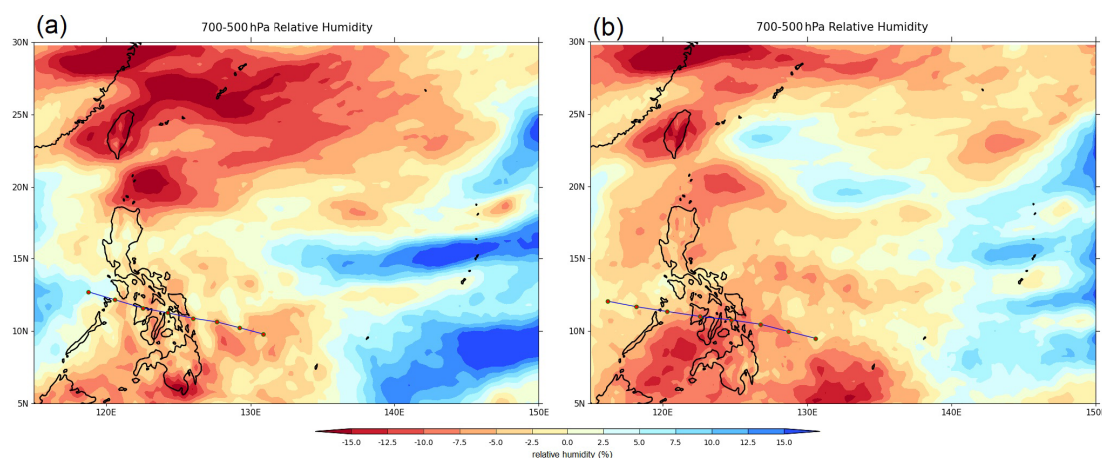 (a)
700-500 hPa Relative Humidity
30N
25N
20N
15N
10N
5N
120E 130E 140E 150E
(b)
700-500 hPa Relative Humidity
30N
25N
20N
15N
10N
5N
120E 130E 140E 150E
-15.0 -12.5 -10.0 -7.5 -5.0 -2.5 0.0 2.5 5.0 7.5 10.0 12.5 15.0
relative humidity (%)